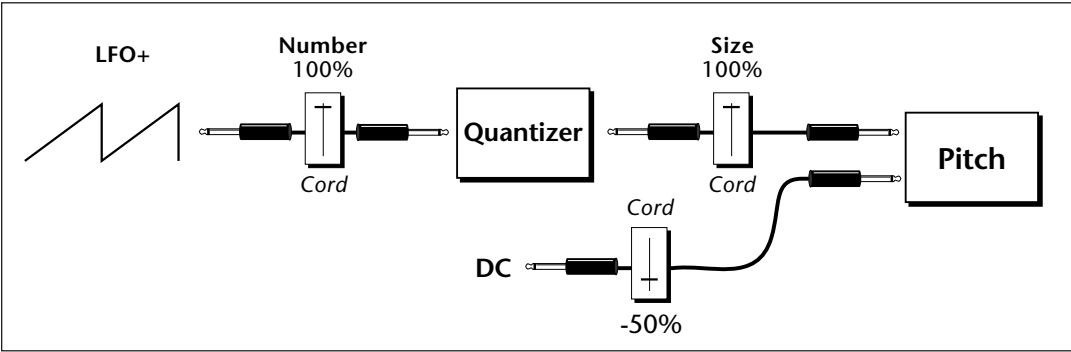 LFO+
Number
100%
Cord
Quantizer
Size
100%
Cord
Pitch
Cord
DC
-50%